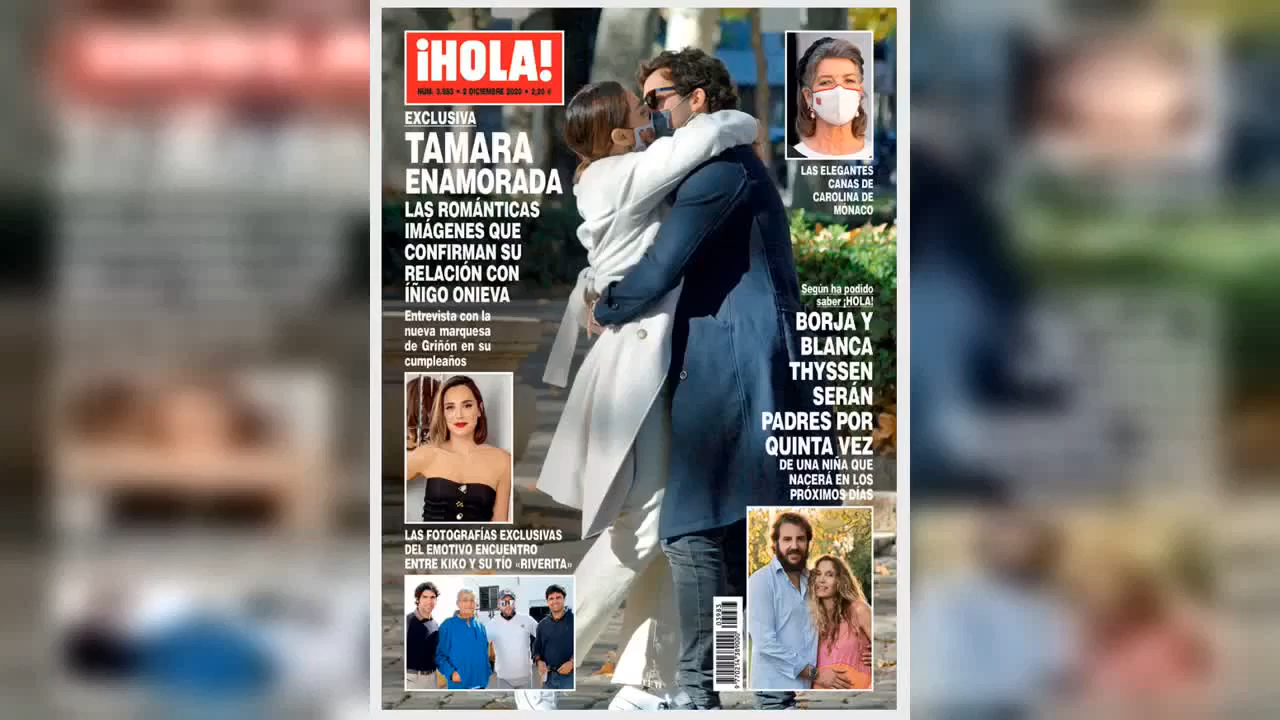 ¡HOLA!
NÚM. 3.983 • 2 DICIEMBRE 2020 • 2,20 €
EXCLUSIVA
TAMARA
ENAMORADA
LAS ROMÁNTICAS
IMÁGENES QUE
CONFIRMAN SU
RELACIÓN CON
ÍÑIGO ONIEVA
Entrevista con la
nueva marquesa
de Griñón en su
cumpleaños
LAS FOTOGRAFÍAS EXCLUSIVAS
DEL EMOTIVO ENCUENTRO
ENTRE KIKO Y SU TÍO «RIVERITA»
LAS ELEGANTES
CANAS DE
CAROLINA DE
MÓNACO
Según ha podido
saber ¡HOLA!
BORJA Y
BLANCA
THYSSEN
SERÁN
PADRES POR
QUINTA VEZ
DE UNA NIÑA QUE
NACERÁ EN LOS
PRÓXIMOS DÍAS
03983